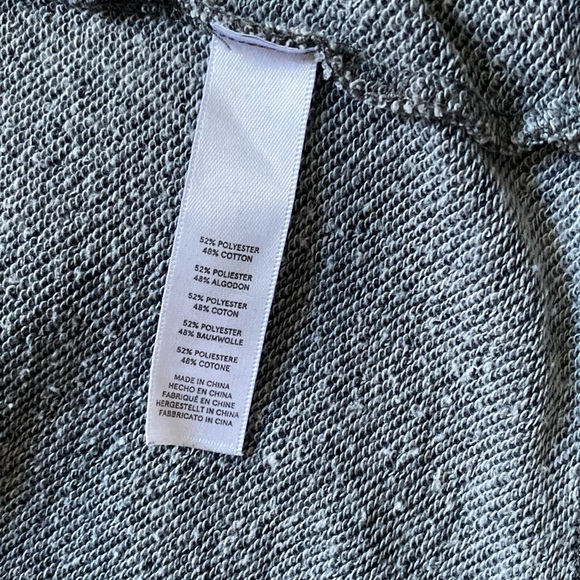 52% POLYESTER
48% COTTON
52% POLIESTER
48% ALGODON
52% POLYESTER
48% COTON
52% POLYESTER
48% BAUMWOLLE
52% POLIESTERE
48% COTONE
MADE IN CHINA
HECHO EN CHINA
FABRIQUÉ EN CHINE
HERGESTELLT IN CHINA
FABBRICATO IN CINA